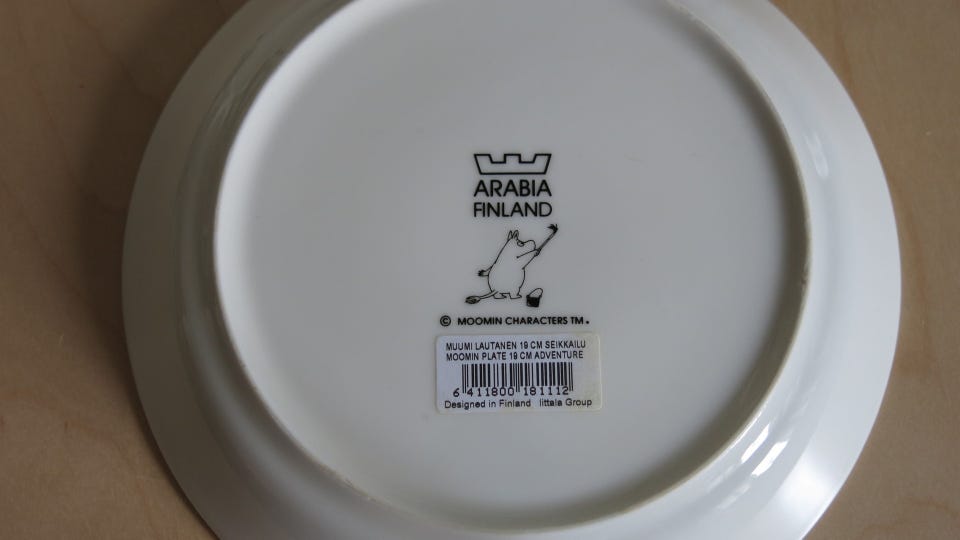 ARABIA
FINLAND
© MOOMIN CHARACTERS TM.
MUUMI LAUTANEN 19 CM SEIKKAILU
MOOMIN PLATE 19 CM ADVENTURE
6 411800 181112
Designed in Finland Iittala Group